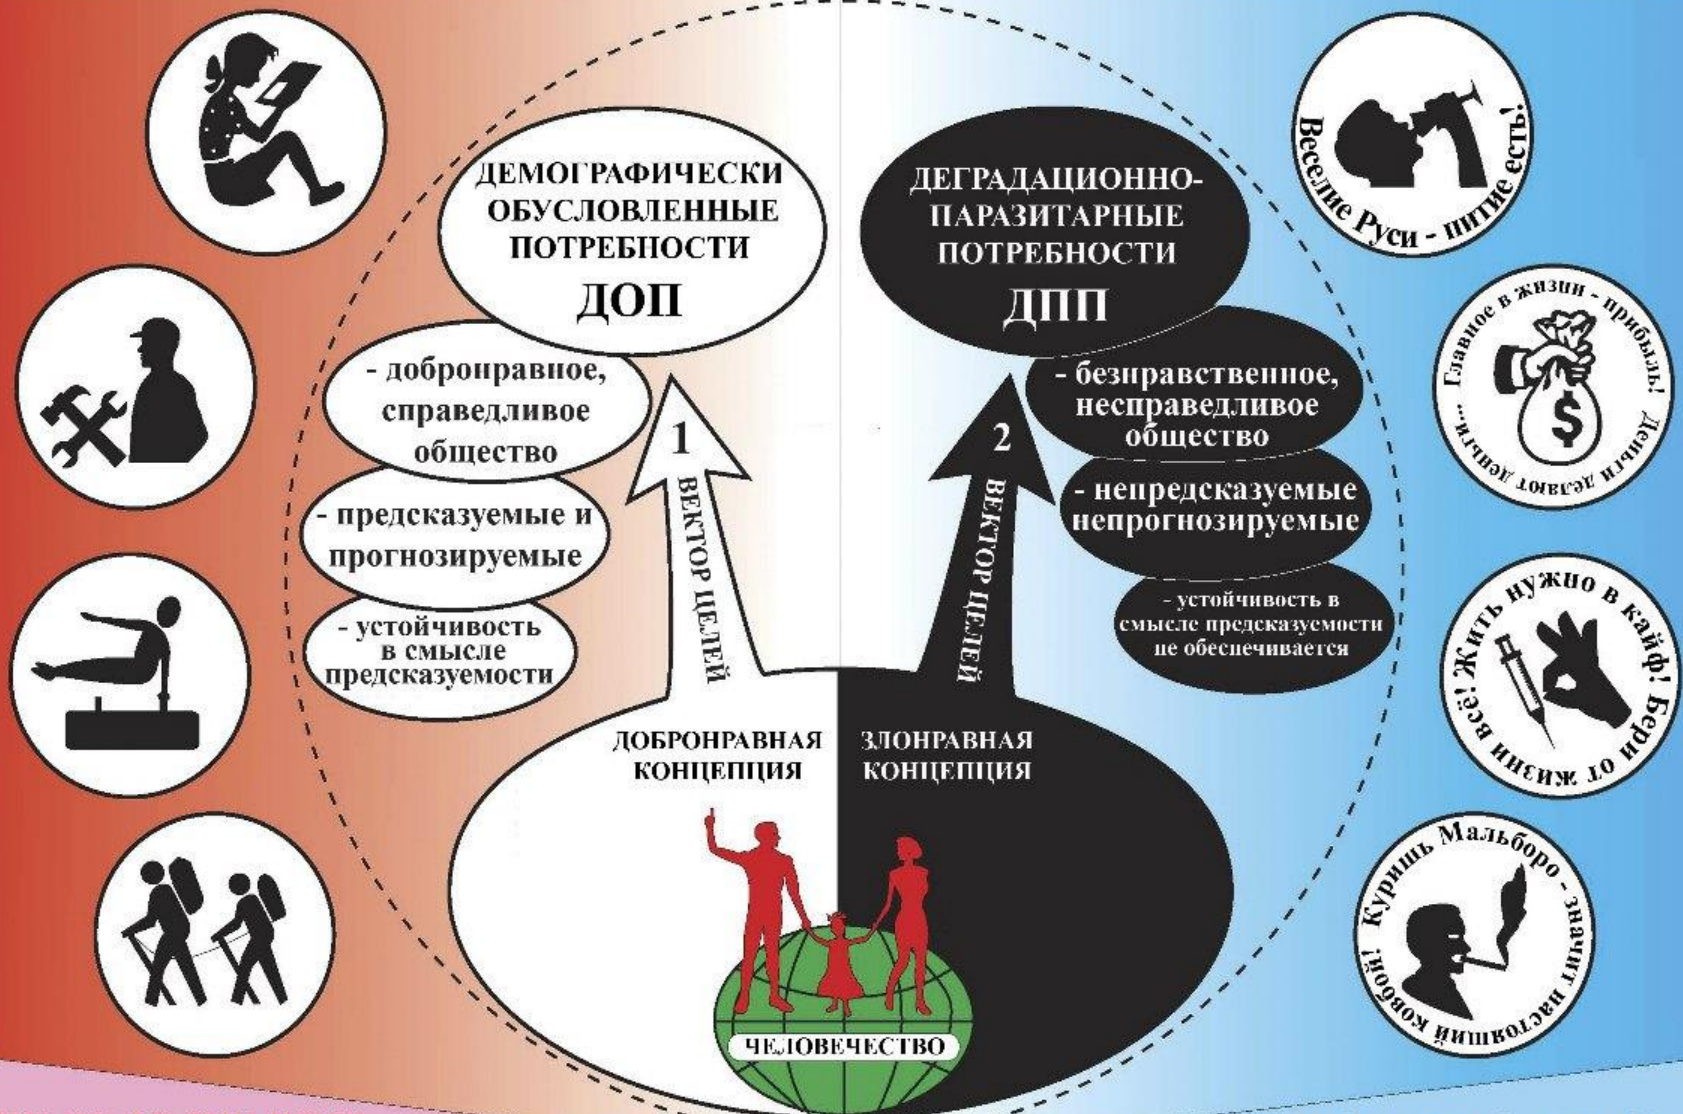 ДЕМОГРАФИЧЕСКИ
ОБУСЛОВЛЕННЫЕ
ПОТРЕБНОСТИ
ДОП
- добронравное,
справедливое
общество
- предсказуемые и
прогнозируемые
- устойчивость
в смысле
предсказуемости
1
ВЕКТОР ЦЕЛЕЙ
ДЕГРАДАЦИОННО-
ПАРАЗИТАРНЫЕ
ПОТРЕБНОСТИ
ДПП
- безнравственное,
несправедливое
общество
- непредсказуемые
непрогнозируемые
- устойчивость в
смысле предсказуемости
не обеспечивается
2
ВЕКТОР ЦЕЛЕЙ
ДОБРОНРАВНАЯ
КОНЦЕПЦИЯ
ЗЛОНРАВНАЯ
КОНЦЕПЦИЯ
ЧЕЛОВЕЧЕСТВО
Веселие Руси - питие есть!
Главное в жизни - прибыль! Деньги делают деньги...
$
Жить нужно в кайф! Бери от жизни всё!
Куришь Мальборо - значит настоящий ковбой!